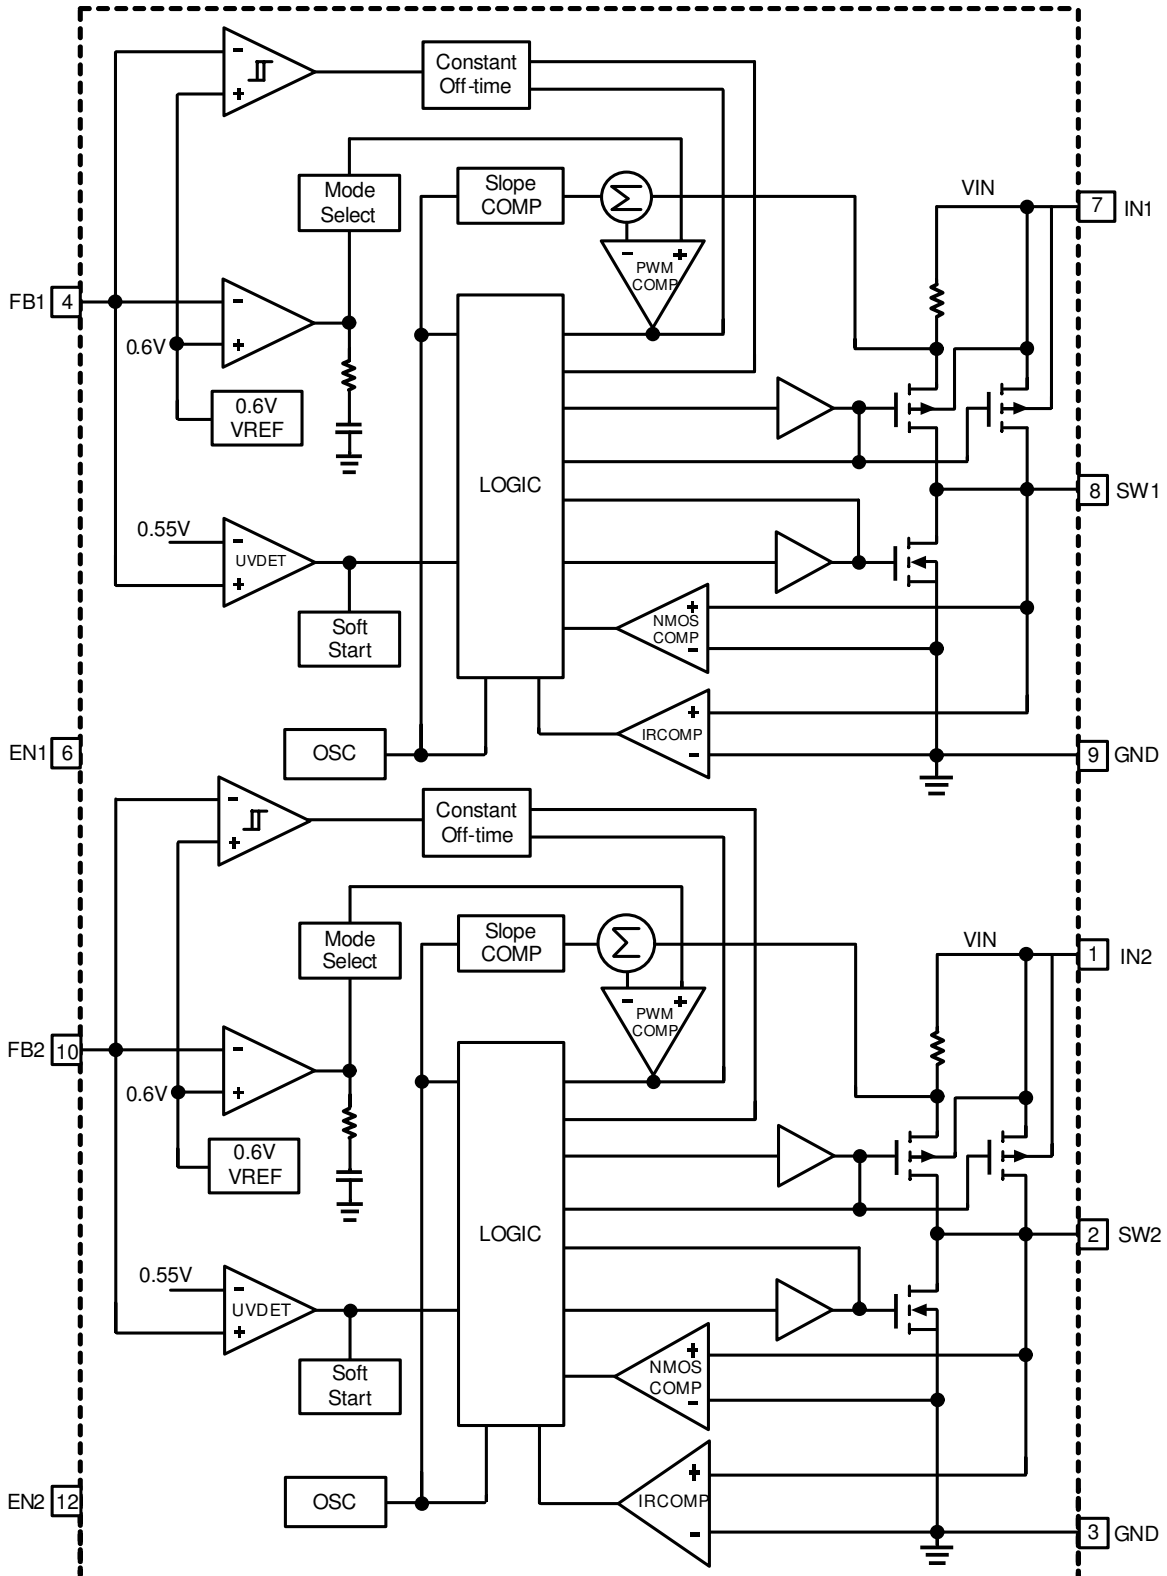 -
+
Constant
Off-time
Mode
Select
Slope
COMP
Σ
VIN
7 IN1
- +
PWM
COMP
FB1 4
-
0.6V
+
0.6V
VREF
LOGIC
8 SW1
0.55V
-
UVDET
+
Soft
Start
+
NMOS
COMP
-
+
IRCOMP
-
OSC
EN1 6
9 GND
-
+
Constant
Off-time
Mode
Select
Slope
COMP
Σ
VIN
1 IN2
- +
PWM
COMP
FB2 10
-
0.6V
+
0.6V
VREF
LOGIC
2 SW2
0.55V
-
UVDET
+
Soft
Start
+
NMOS
COMP
-
+
IRCOMP
-
OSC
EN2 12
3 GND